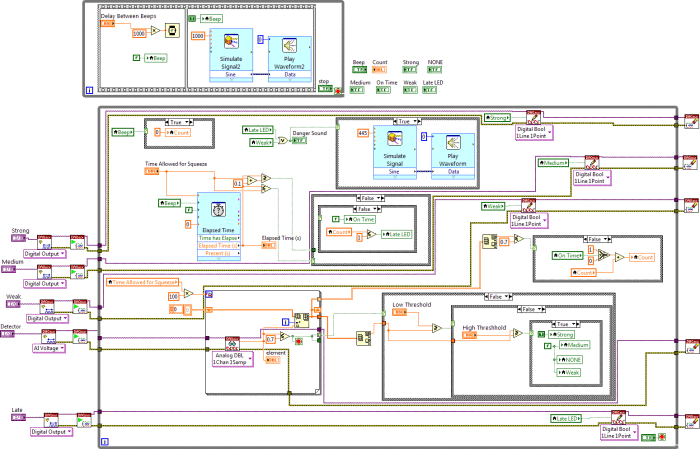 Delay Between Beeps
1000
Beep
F
Beep
1000
Simulate
Signal2
Sine
Play
Waveform2
Data
stop
i
Beep
Count
Strong
NONE
Medium
On Time
Weak
Late LED
True
Beep
0
Count
Late LED
Weak
Danger Sound
True
445
Simulate
Signal
Sine
Play
Waveform
Data
Strong
Digital Bool
1Line 1Point
Medium
Digital Bool
1Line 1Point
Weak
Digital Bool
1Line 1Point
Time Allowed for Squeeze
0.1
Beep
0
Elapsed Time
Time has Elapse
Elapsed Time (s)
Present (s)
Elapsed Time (s)
False
False
F
On Time
Count
1
Late LED
Strong
Digital Output
Medium
Digital Output
Weak
Digital Output
Detector
AI Voltage
Time Allowed for Squeeze
100
0
i
Analog DBL
1Chan 1Samp
0.7
element
0.7
False
On Time
1
0
Count
Count
False
Low Threshold
False
High Threshold
True
Strong
F
Medium
NONE
Weak
Late
Digital Output
Late LED
Digital Bool
1Line 1Point
i